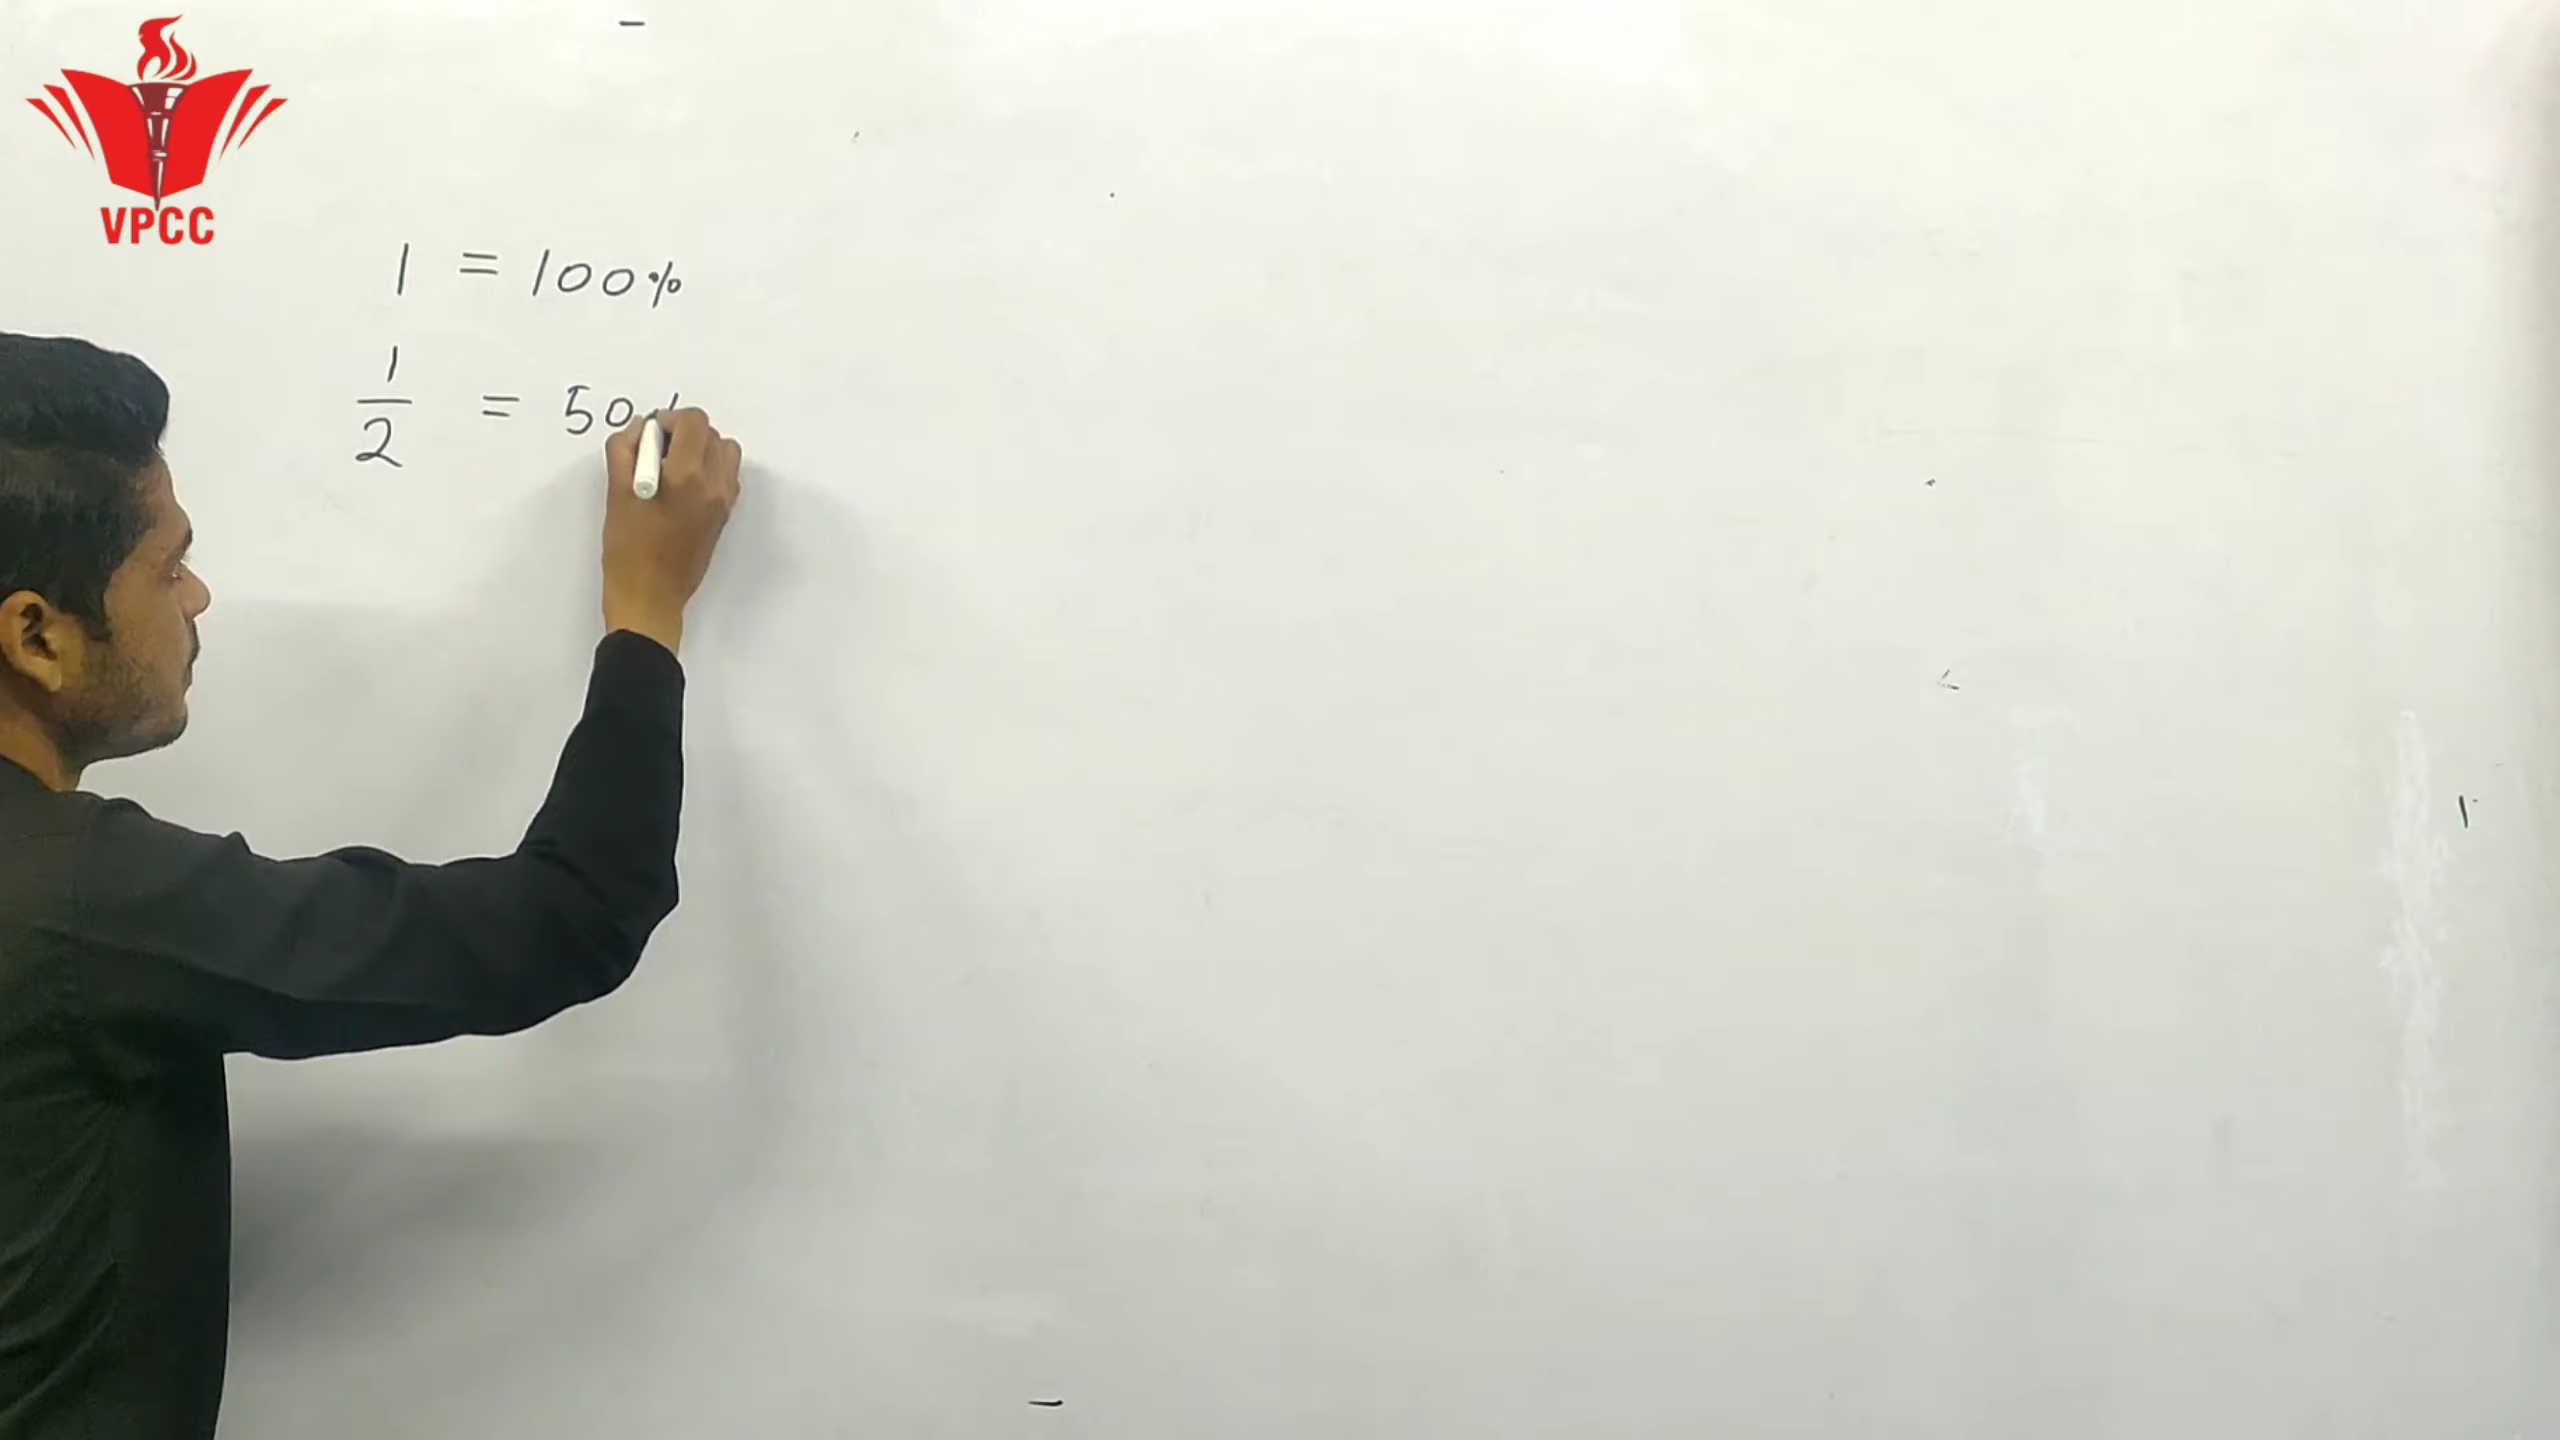 VPCC
1 = 100%
1/2 = 50%